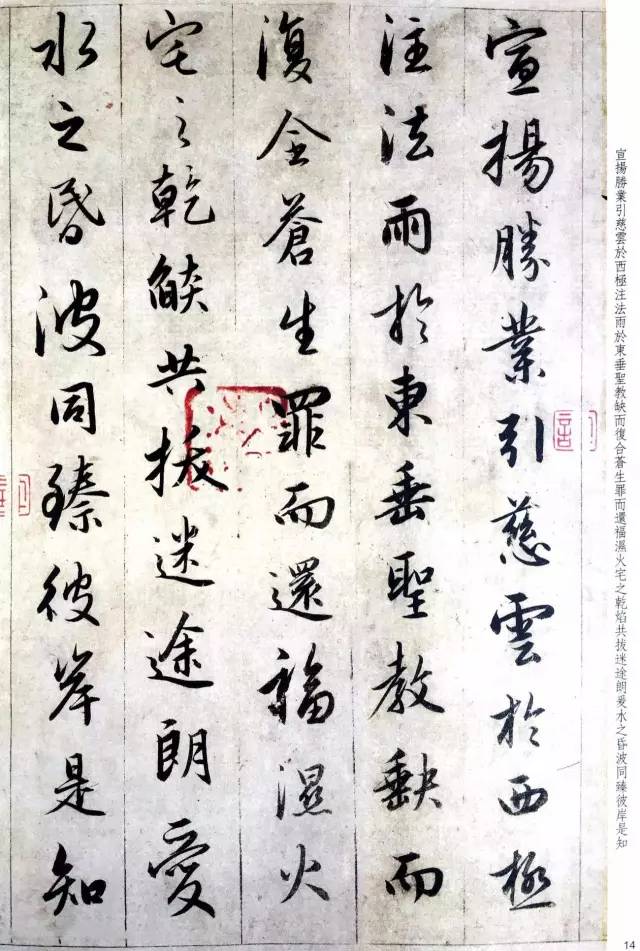 宣揚勝業引慈雲於西極注法雨於東垂聖教缺而復合蒼生罪而還福濕火宅之乾焰共拔迷途朗愛水之昏波同臻彼岸是知
宣揚勝業引慈雲於西極
注法雨於東垂聖教缺而
復全蒼生罪而還福濕火
宅之乾燄共拔迷途朗愛
水之昏波同臻彼岸是知
14